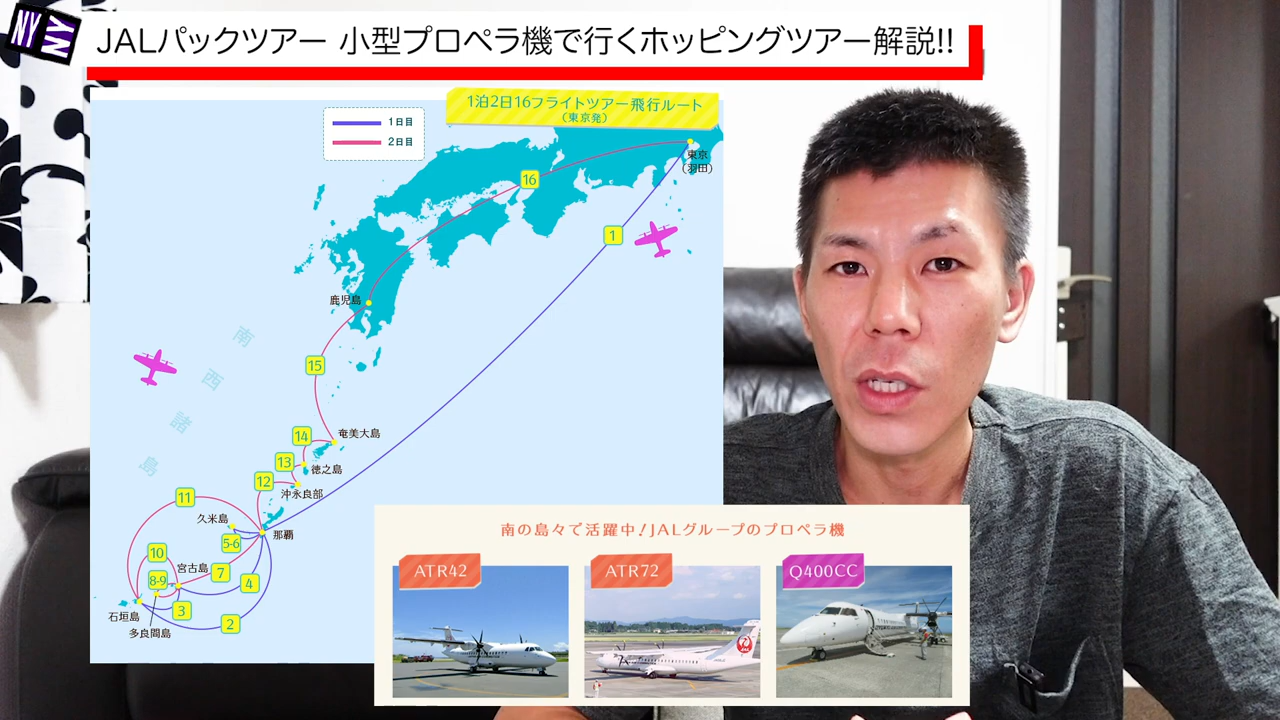 NY
NY
JALパックツアー 小型プロペラ機で行くホッピングツアー解説!!
1泊2日16フライトツアー飛行ルート
(東京発)
1日目
2日目
東京
(羽田)
16
1
鹿児島
南
西
諸
島
15
14
奄美大島
13
徳之島
12
沖永良部
11
久米島
那覇
5-6
10
宮古島
7
8-9
4
3
石垣島
2
多良間島
南の島々で活躍中!JALグループのプロペラ機
ATR42
ATR72
Q400CC
JAL